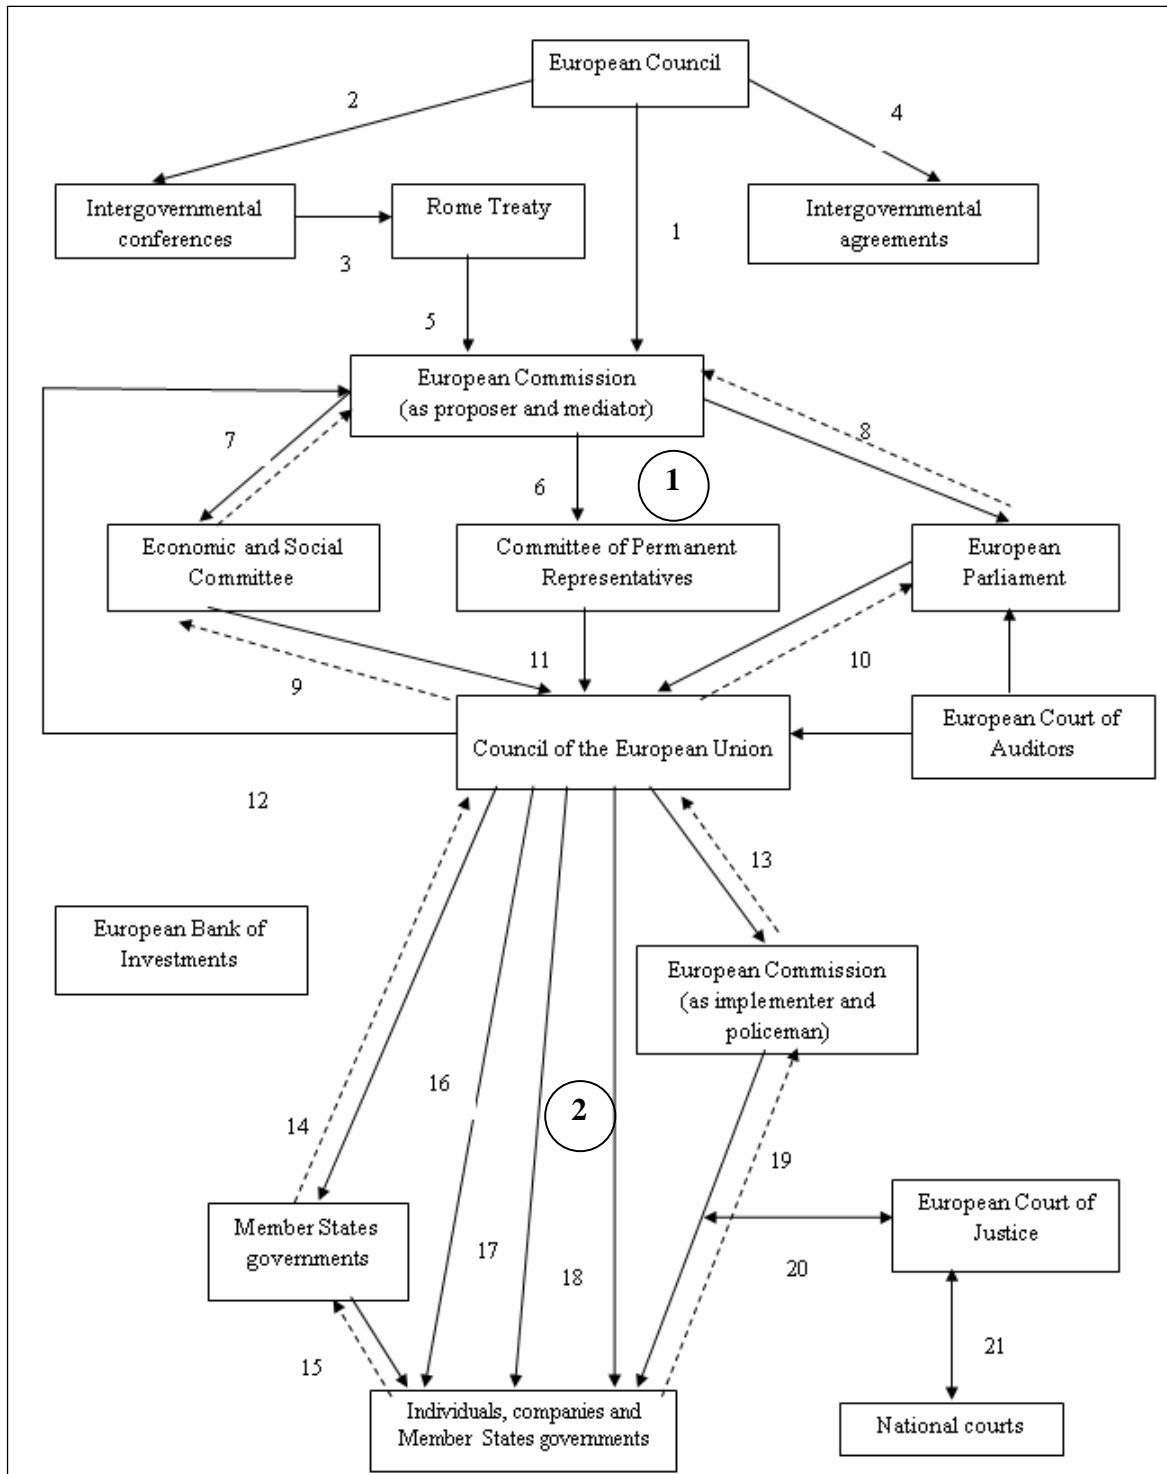 European Council
2
4
Intergovernmental
conferences
Rome Treaty
Intergovernmental
agreements
1
3
5
European Commission
(as proposer and mediator)
7
8
6
1
Economic and Social
Committee
Committee of Permanent
Representatives
European
Parliament
9
11
10
Council of the European Union
European Court of
Auditors
12
13
European Bank of
Investments
European Commission
(as implementer and
policeman)
16
2
14
19
Member States
governments
European Court of
Justice
17
18
20
15
21
Individuals, companies and
Member States governments
National courts